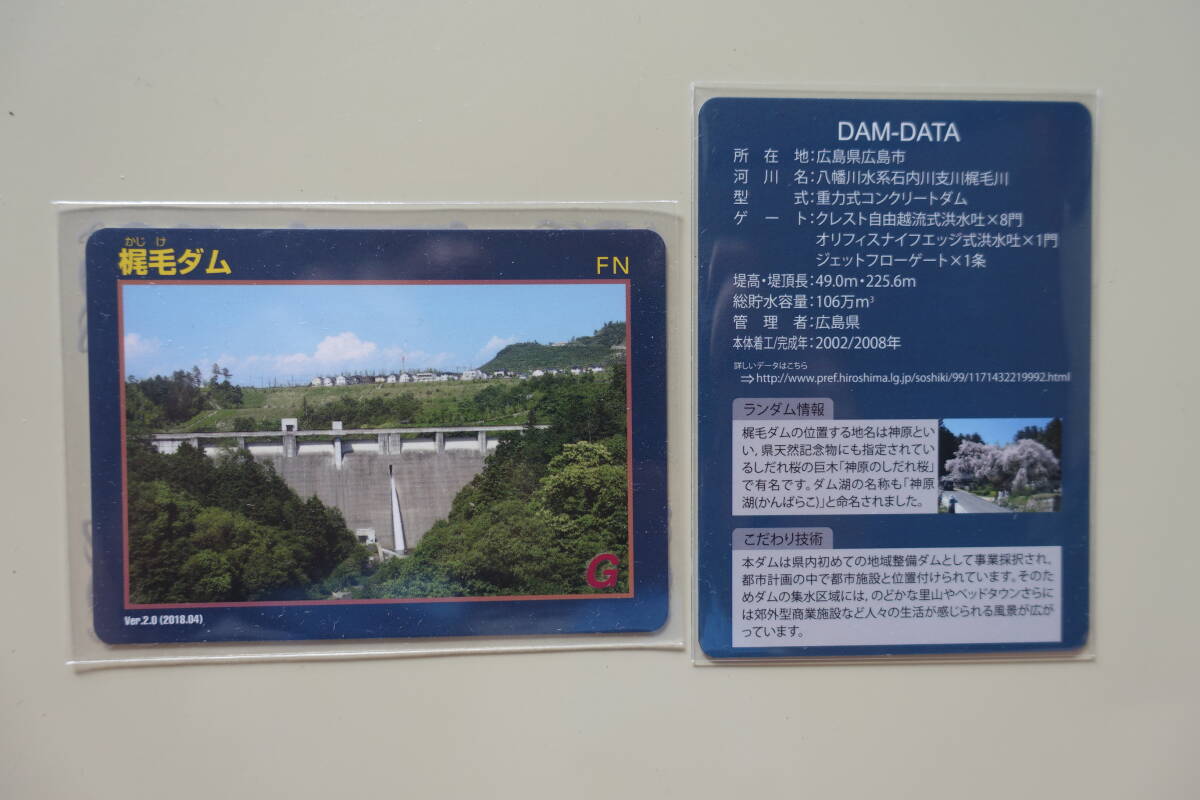 かじけ
梶毛ダム
FN
G
Ver.2.0 (2018.04)
DAM-DATA
所在地:広島県広島市
河川名:八幡川水系石内川支川梶毛川
型式:重力式コンクリートダム
ゲート:クレスト自由越流式洪水吐×8門
オリフィスナイフエッジ式洪水吐×1門
ジェットフローゲート×1条
堤高・堤頂長:49.0m・225.6m
総貯水容量:106万m³
管理者:広島県
本体着工/完成年:2002/2008年
詳しいデータはこちら
⇒http://www.pref.hiroshima.lg.jp/soshiki/99/1171432219992.html
ランダム情報
梶毛ダムの位置する地名は神原とい
い,県天然記念物にも指定されてい
るしだれ桜の巨木「神原のしだれ桜」
で有名です。ダム湖の名称も「神原
湖(かんばらこ)」と命名されました。
こだわり技術
本ダムは県内初めての地域整備ダムとして事業採択され,
都市計画の中で都市施設と位置付けられています。そのた
めダムの集水区域には,のどかな里山やベッドタウンさらに
は郊外型商業施設など人々の生活が感じられる風景が広が
っています。